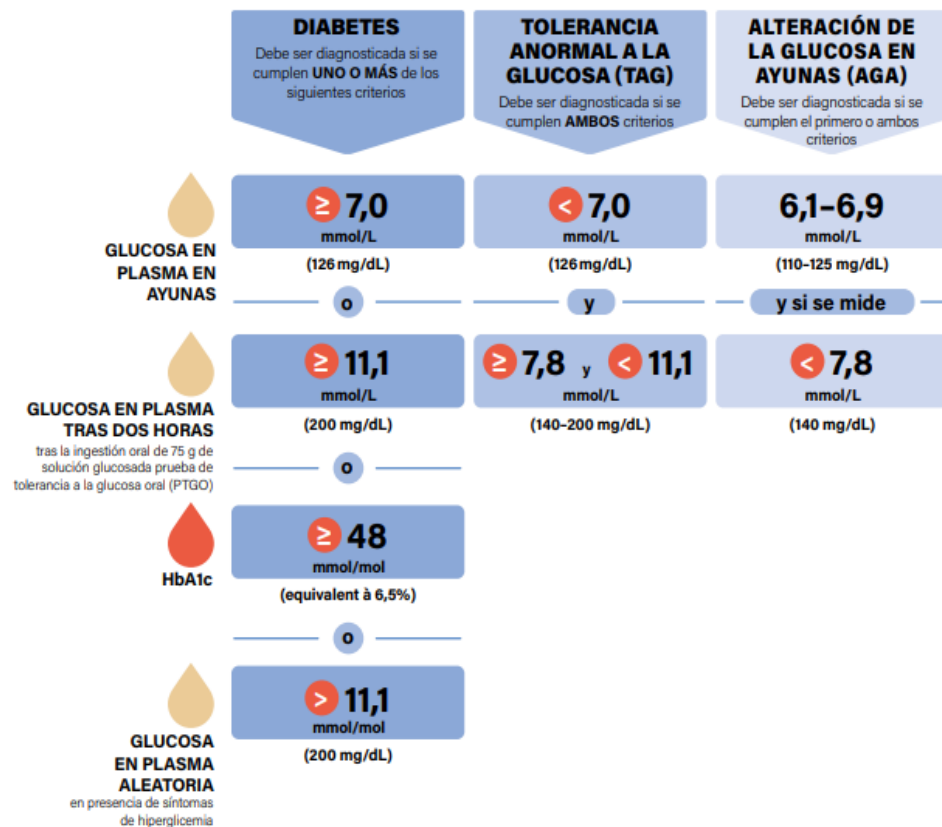 DIABETES
Debe ser diagnosticada si se
cumplen UNO O MÁS de los
siguientes criterios
TOLERANCIA
ANORMAL A LA
GLUCOSA (TAG)
Debe ser diagnosticada si se
cumplen AMBOS criterios
ALTERACIÓN DE
LA GLUCOSA EN
AYUNAS (AGA)
Debe ser diagnosticada si se
cumplen el primero o ambos
criterios
GLUCOSA EN
PLASMA EN
AYUNAS
≥ 7,0
mmol/L
(126 mg/dL)
< 7,0
mmol/L
(126 mg/dL)
6,1–6,9
mmol/L
(110–125 mg/dL)
o
y
y si se mide
GLUCOSA EN PLASMA
TRAS DOS HORAS
tras la ingestión oral de 75 g de
solución glucosada prueba de
tolerancia a la glucosa oral (PTGO)
≥ 11,1
mmol/L
(200 mg/dL)
≥ 7,8 y < 11,1
mmol/L
(140–200 mg/dL)
< 7,8
mmol/L
(140 mg/dL)
o
HbA1c
≥ 48
mmol/mol
(equivalent à 6,5%)
o
GLUCOSA
EN PLASMA
ALEATORIA
en presencia de síntomas
de hiperglicemia
> 11,1
mmol/mol
(200 mg/dL)